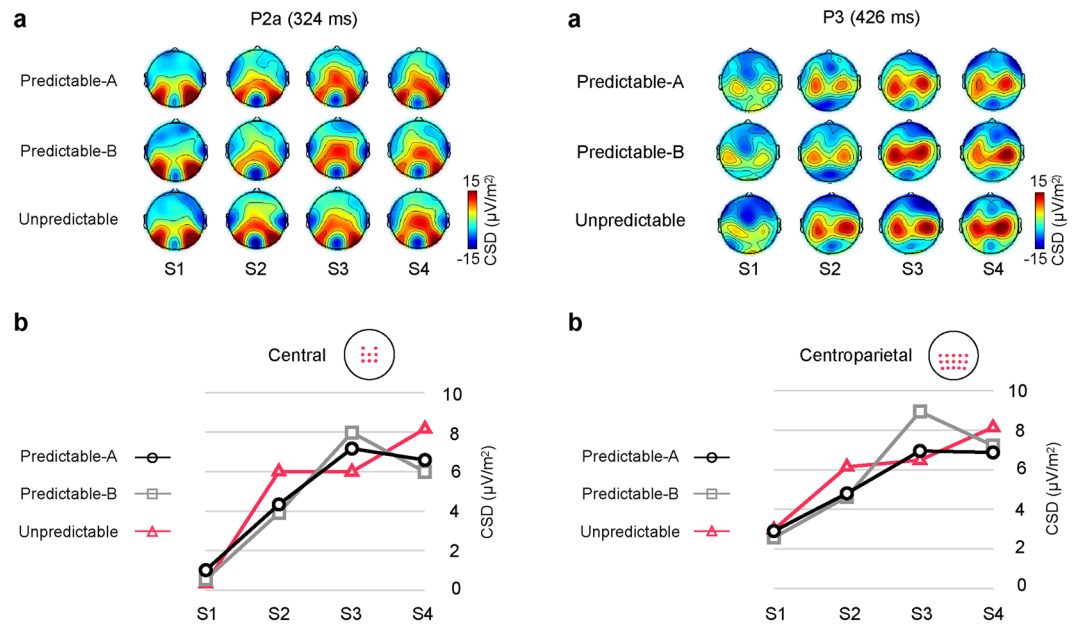 a
P2a (324 ms)
Predictable-A
Predictable-B
Unpredictable
15
-15
CSD (μV/m²)
S1 S2 S3 S4
b
Central
10
8
6
4
2
0
CSD (μV/m²)
Predictable-A
Predictable-B
Unpredictable
S1 S2 S3 S4
a
P3 (426 ms)
Predictable-A
Predictable-B
Unpredictable
15
-15
CSD (μV/m²)
S1 S2 S3 S4
b
Centroparietal
10
8
6
4
2
0
CSD (μV/m²)
Predictable-A
Predictable-B
Unpredictable
S1 S2 S3 S4